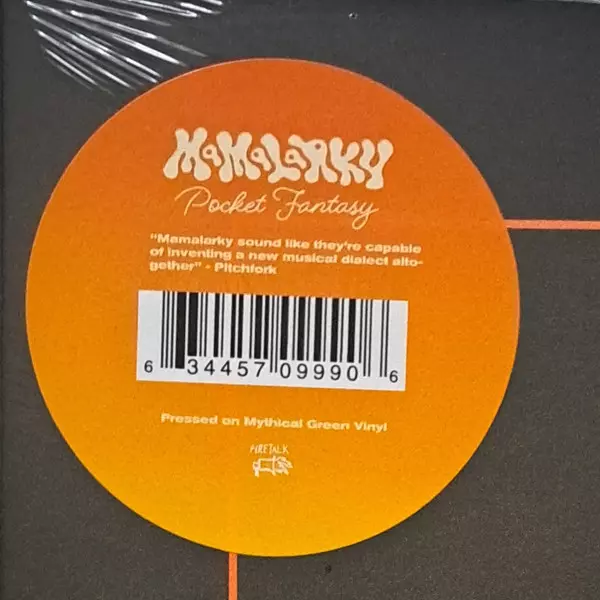 MaMaLaRKY
Pocket Fantasy
"Mamalarky sound like they're capable
of inventing a new musical dialect alto-
gether" - Pitchfork
6 34457 09990 6
Pressed on Mythical Green Vinyl
FIRETALK